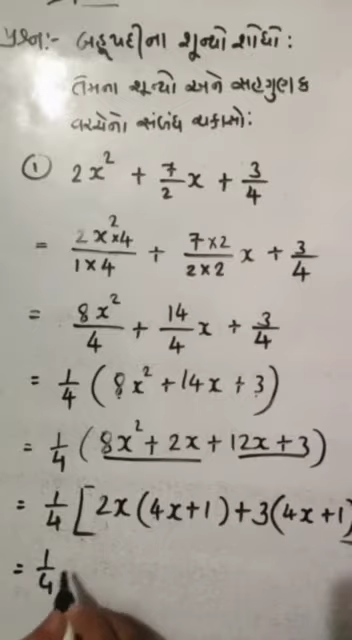 પ્રશ્ન:- બહુપદીના શૂન્યો શોધો:
તેમના શૂન્યો અને સહગુણક
વચ્ચેનો સંબંધ ચકાસો:
① 2x² + 7/2 x + 3/4
= 2x²×4/1×4 + 7×2/2×2 x + 3/4
= 8x²/4 + 14/4 x + 3/4
= 1/4 (8x² + 14x + 3)
= 1/4 (8x² + 2x + 12x + 3)
= 1/4 [2x(4x+1) + 3(4x+1)
= 1/4